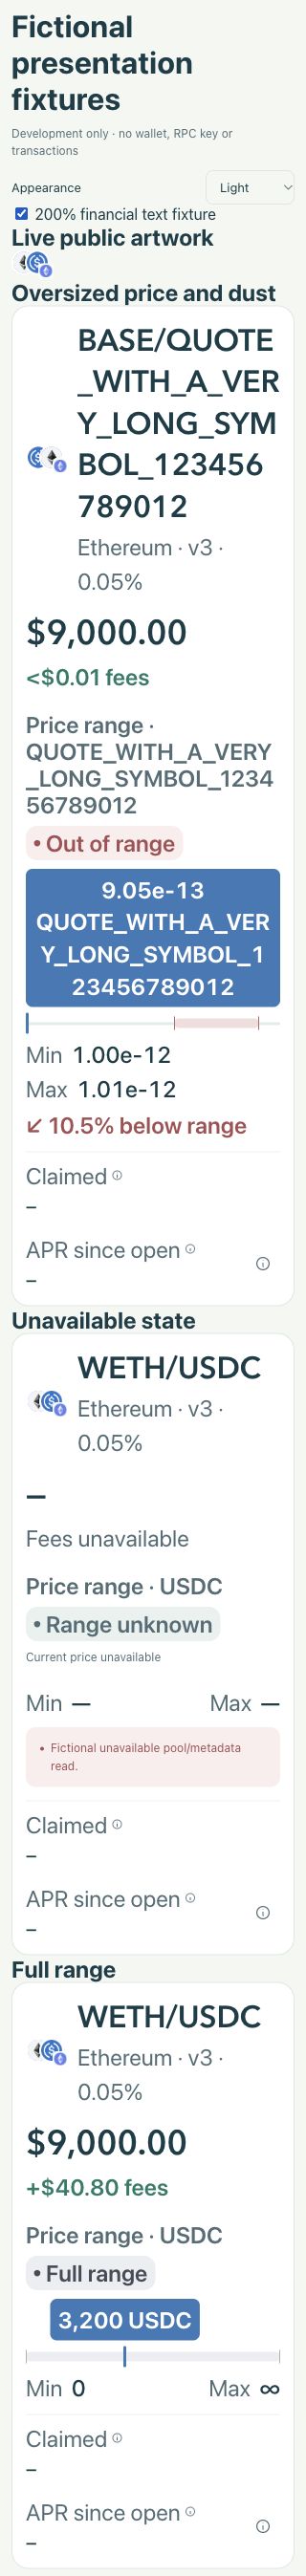 Fictional
presentation
fixtures
Development only · no wallet, RPC key or
transactions
Appearance
Light
200% financial text fixture
Live public artwork
Oversized price and dust
BASE/QUOTE
_WITH_A_VER
Y_LONG_SYM
BOL_123456
789012
Ethereum · v3 ·
0.05%
$9,000.00
<$0.01 fees
Price range ·
QUOTE_WITH_A_VERY
_LONG_SYMBOL_1234
56789012
• Out of range
9.05e-13
QUOTE_WITH_A_VER
Y_LONG_SYMBOL_1
23456789012
Min 1.00e-12
Max 1.01e-12
↙ 10.5% below range
Claimed
–
APR since open
–
Unavailable state
WETH/USDC
Ethereum · v3 ·
0.05%
—
Fees unavailable
Price range · USDC
• Range unknown
Current price unavailable
Min — Max —
• Fictional unavailable pool/metadata
read.
Claimed
–
APR since open
–
Full range
WETH/USDC
Ethereum · v3 ·
0.05%
$9,000.00
+$40.80 fees
Price range · USDC
• Full range
3,200 USDC
Min 0 Max ∞
Claimed
–
APR since open
–